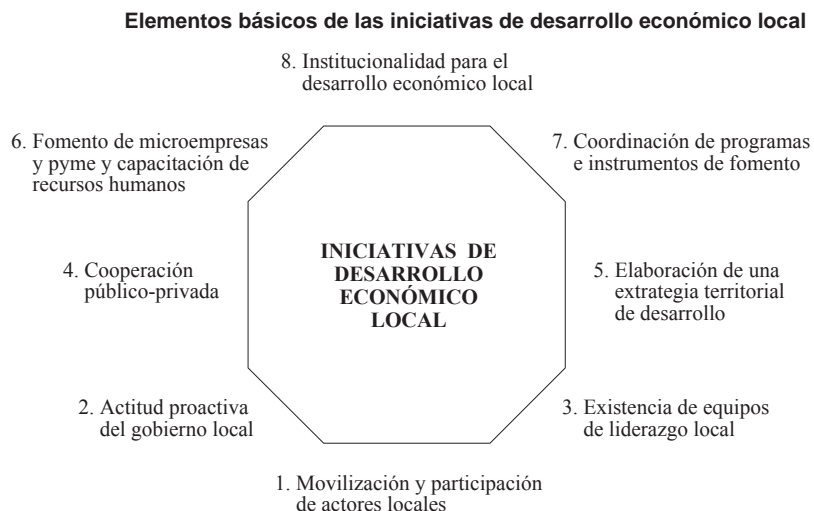 Elementos básicos de las iniciativas de desarrollo económico local
8. Institucionalidad para el
desarrollo económico local
6. Fomento de microempresas
y pyme y capacitación de
recursos humanos
7. Coordinación de programas
e instrumentos de fomento
INICIATIVAS DE
DESARROLLO
ECONÓMICO
LOCAL
4. Cooperación
público-privada
5. Elaboración de una
extrategia territorial
de desarrollo
2. Actitud proactiva
del gobierno local
3. Existencia de equipos
de liderazgo local
1. Movilización y participación
de actores locales